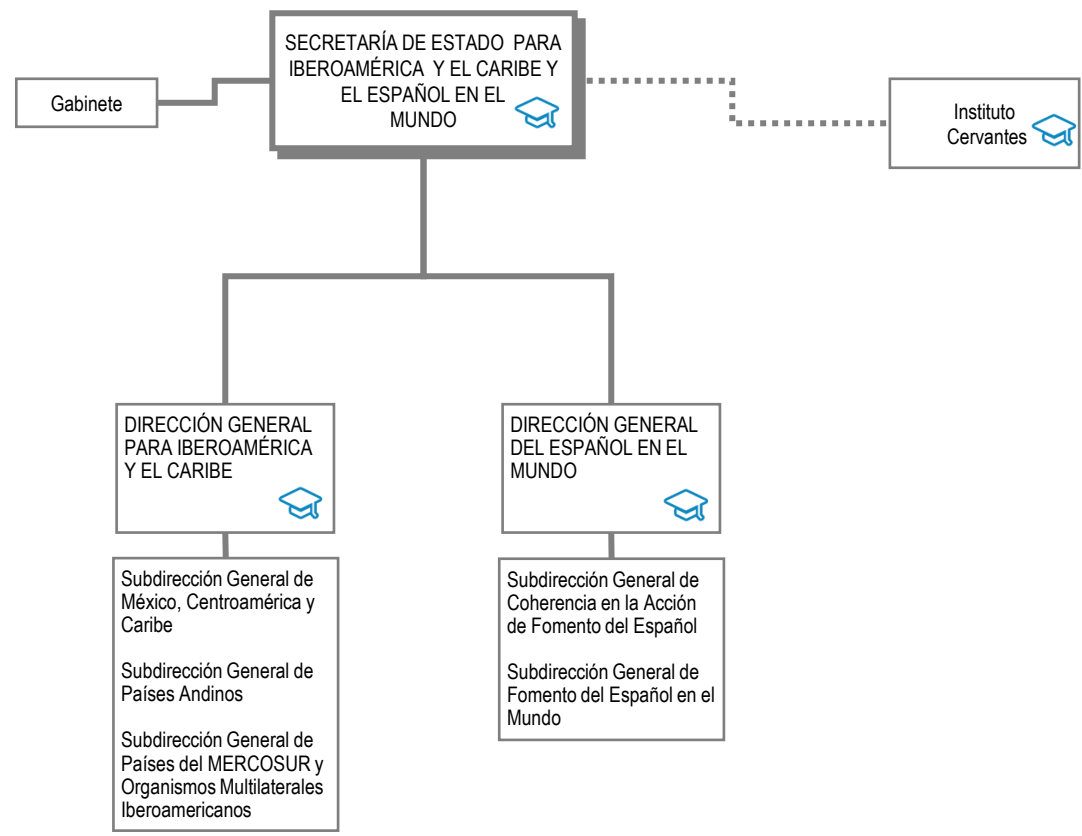 SECRETARÍA DE ESTADO PARA
IBEROAMÉRICA Y EL CARIBE Y
EL ESPAÑOL EN EL
MUNDO
Gabinete
Instituto
Cervantes
DIRECCIÓN GENERAL
PARA IBEROAMÉRICA
Y EL CARIBE
DIRECCIÓN GENERAL
DEL ESPAÑOL EN EL
MUNDO
Subdirección General de
México, Centroamérica y
Caribe
Subdirección General de
Países Andinos
Subdirección General de
Países del MERCOSUR y
Organismos Multilaterales
Iberoamericanos
Subdirección General de
Coherencia en la Acción
de Fomento del Español
Subdirección General de
Fomento del Español en el
Mundo